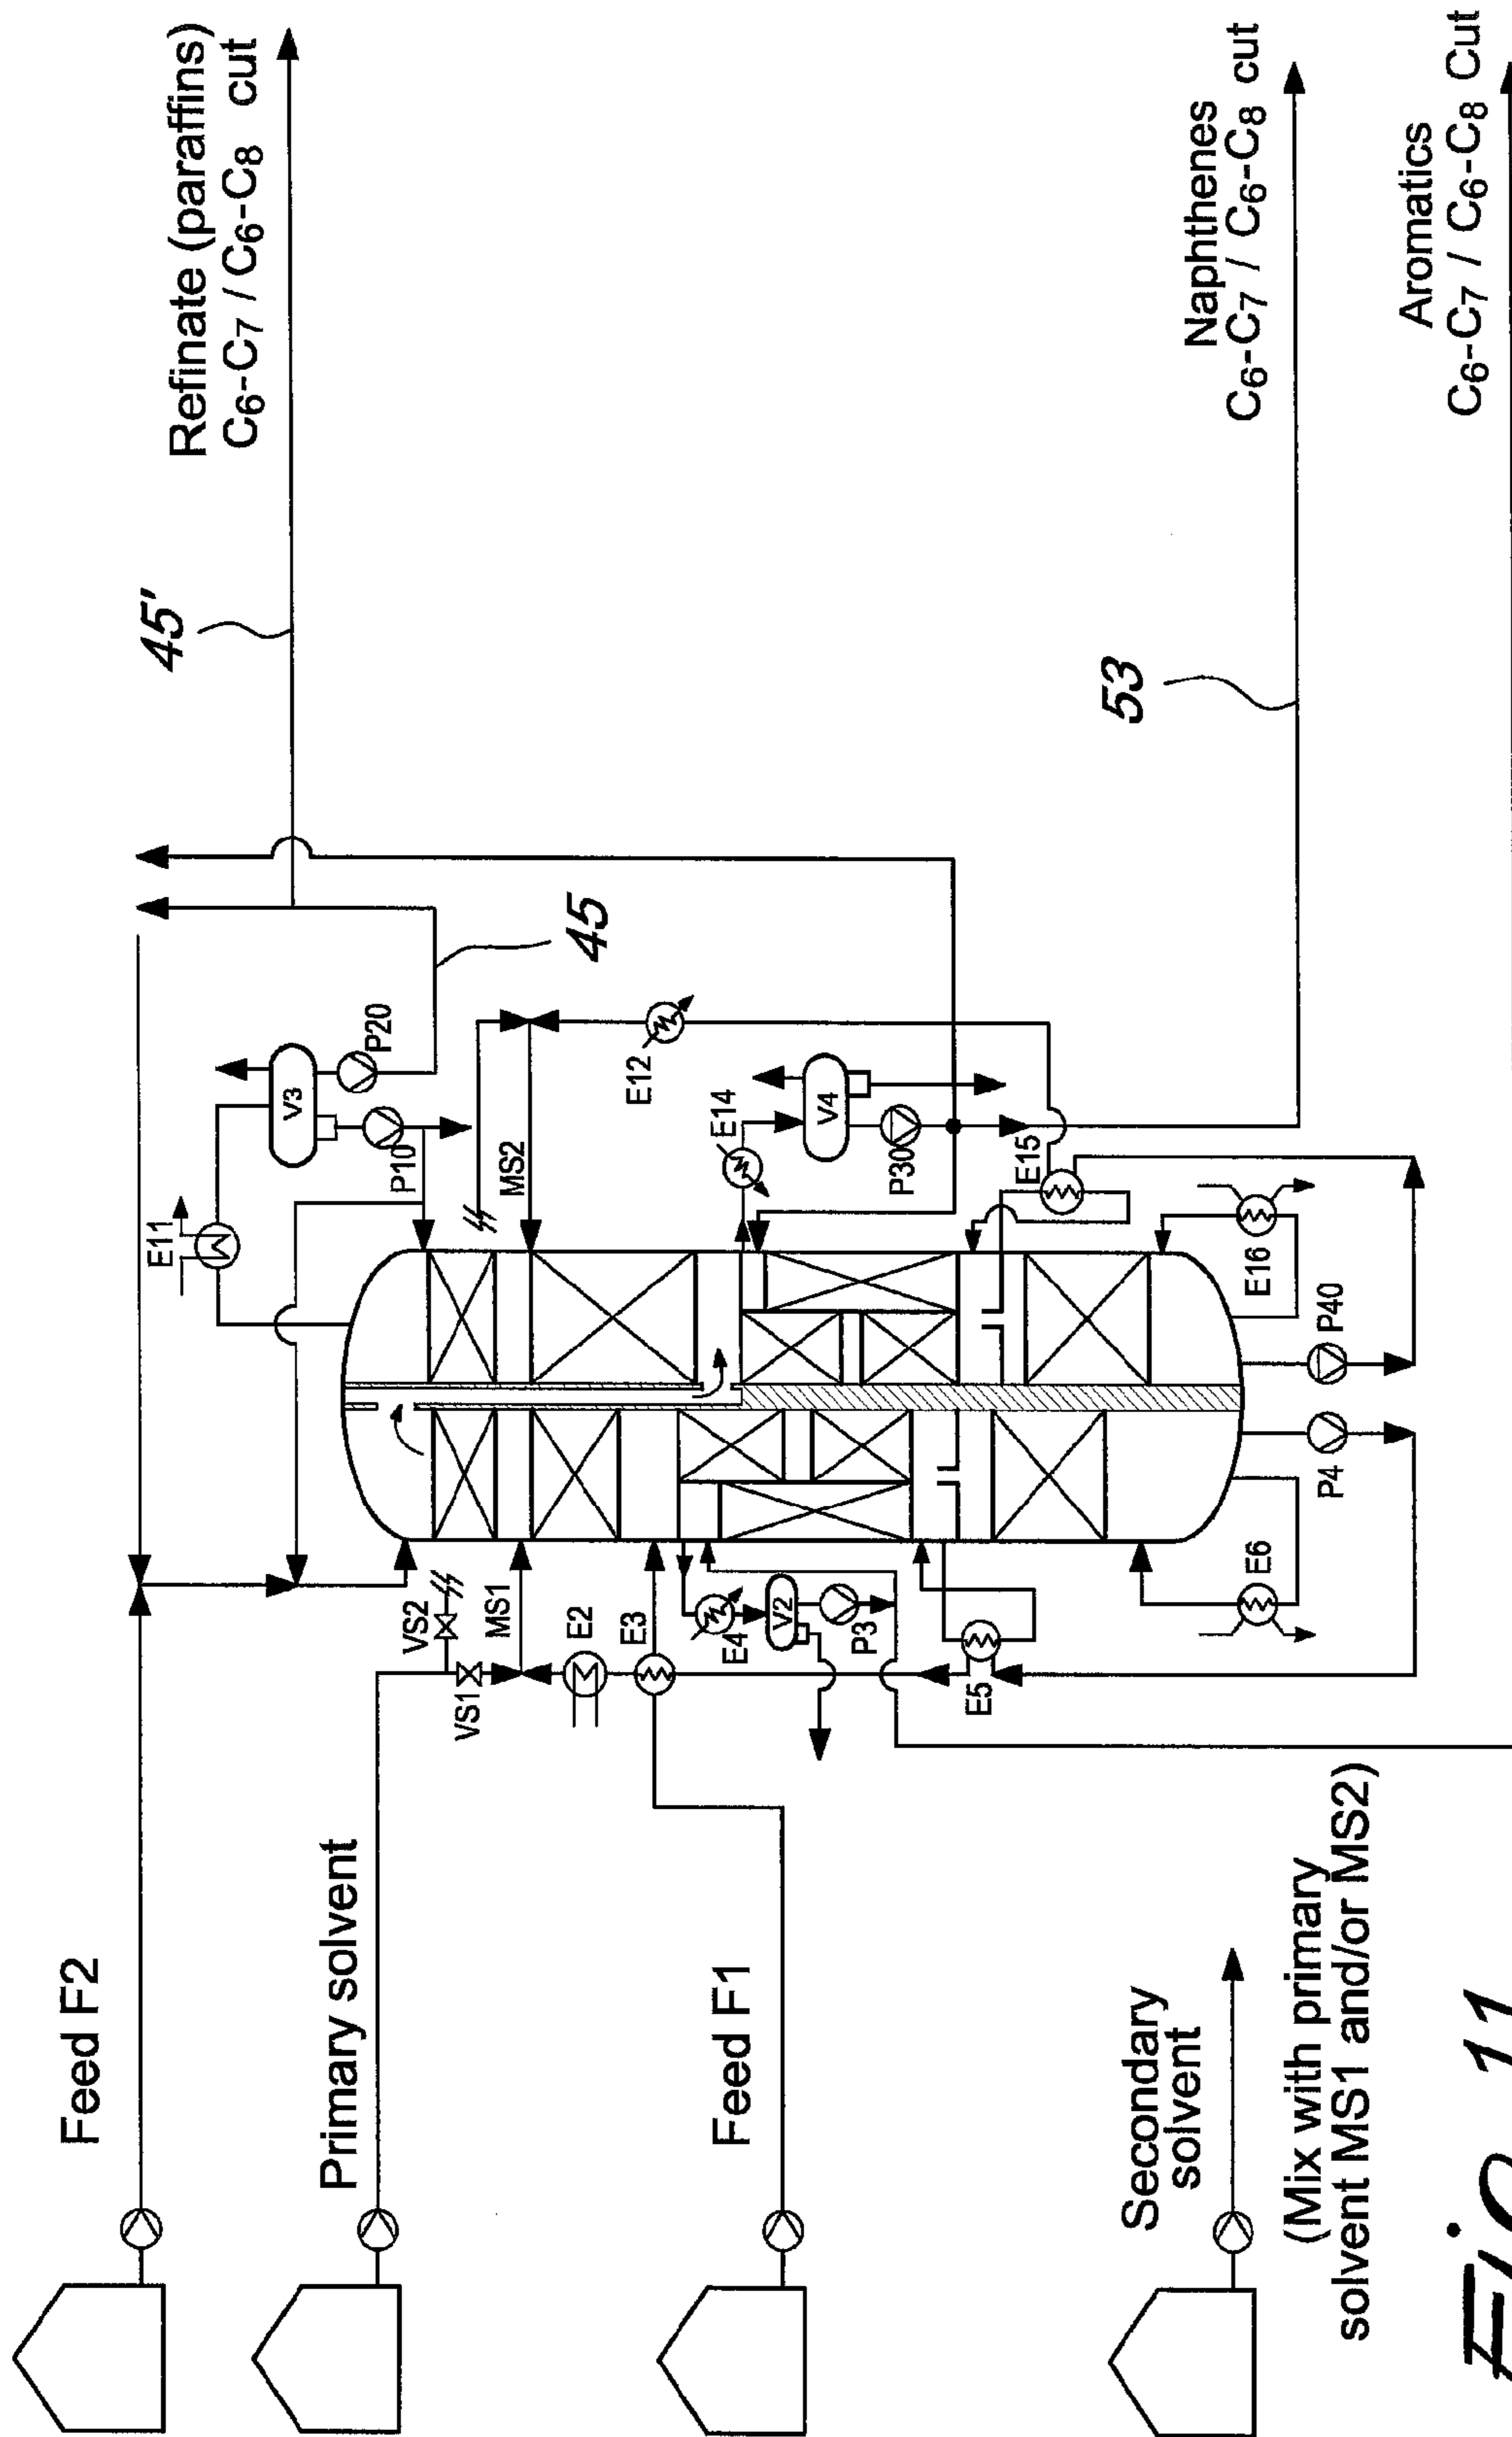 Feed F2
Primary solvent
Feed F1
Secondary
solvent
(Mix with primary
solvent MS1 and/or MS2)
Fig. 11
VS2
VS1
MS1
E2
E3
E4
V2
P3
E5
E6
P4
P40
E16
E15
E11
V3
P10
P20
MS2
E12
E14
V4
P30
45
45'
53
Refinate (paraffins)
C6-C7 / C6-C8 cut
Naphthenes
C6-C7 / C6-C8 cut
Aromatics
C6-C7 / C6-C8 Cut